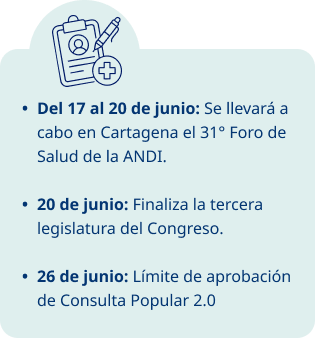 • Del 17 al 20 de junio: Se llevará a
cabo en Cartagena el 31° Foro de
Salud de la ANDI.
• 20 de junio: Finaliza la tercera
legislatura del Congreso.
• 26 de junio: Límite de aprobación
de Consulta Popular 2.0